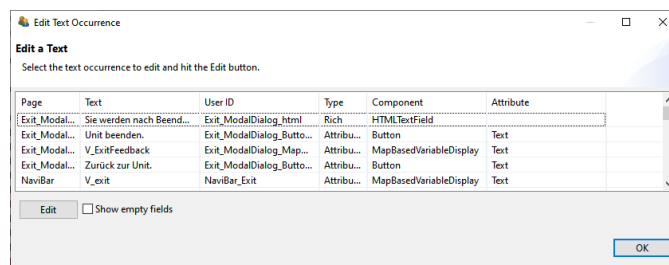 Edit Text Occurrence
Edit a Text
Select the text occurrence to edit and hit the Edit button.
Page Text User ID Type Component Attribute
Exit_Modal... Sie werden nach Beend... Exit_ModalDialog_html Rich HTMLTextField
Exit_Modal... Unit beenden. Exit_ModalDialog_Butto... Attribu... Button Text
Exit_Modal... V_ExitFeedback Exit_ModalDialog_Map... Attribu... MapBasedVariableDisplay Text
Exit_Modal... Zurück zur Unit. Exit_ModalDialog_Butto... Attribu... Button Text
NaviBar V_exit NaviBar_Exit Attribu... MapBasedVariableDisplay Text
Edit Show empty fields
OK